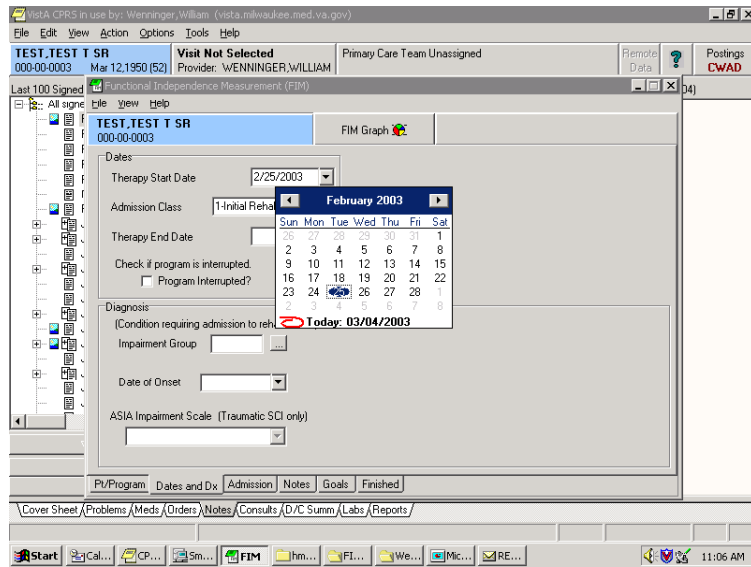 VistA CPRS in use by: Wenninger,William (vista.milwaukee.med.va.gov)
File Edit View Action Options Tools Help
TEST,TEST T SR Visit Not Selected Primary Care Team Unassigned Remote Data ? Postings
000-00-0003 Mar 12,1950 (52) Provider: WENNINGER,WILLIAM CWAD
Last 100 Signed 04)
All signe
Functional Independence Measurement (FIM)
File View Help
TEST,TEST T SR
000-00-0003
FIM Graph
Dates
Therapy Start Date 2/25/2003
Admission Class 1-Initial Rehab
Therapy End Date
Check if program is interrupted.
Program Interrupted?
February 2003
Sun Mon Tue Wed Thu Fri Sat
26 27 28 29 30 31 1
2 3 4 5 6 7 8
9 10 11 12 13 14 15
16 17 18 19 20 21 22
23 24 25 26 27 28 1
2 3 4 5 6 7 8
Today: 03/04/2003
Diagnosis
(Condition requiring admission to reha
Impairment Group ...
Date of Onset
ASIA Impairment Scale (Traumatic SCI only)
Pt/Program Dates and Dx Admission Notes Goals Finished
Cover Sheet Problems Meds Orders Notes Consults D/C Summ Labs Reports
Start Cal... CP... Sm... FIM hm... FI... We... Mic... RE... 11:06 AM